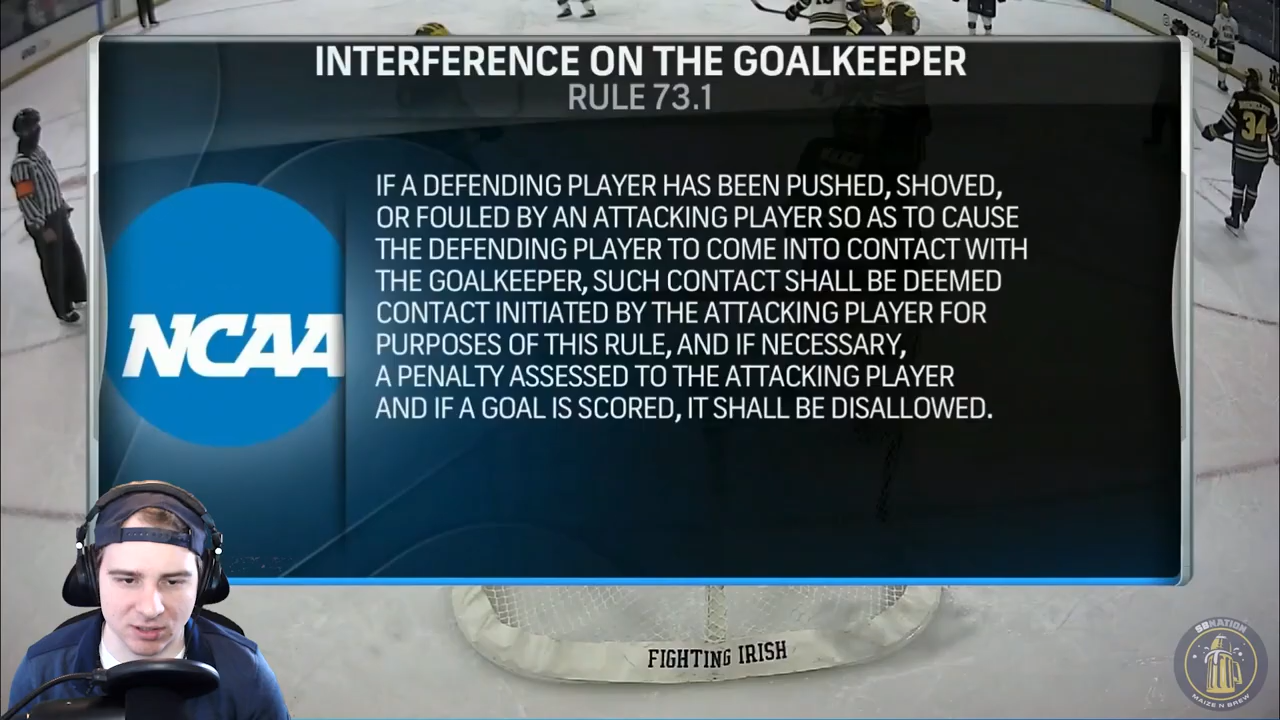 INTERFERENCE ON THE GOALKEEPER
RULE 73.1
IF A DEFENDING PLAYER HAS BEEN PUSHED, SHOVED,
OR FOULED BY AN ATTACKING PLAYER SO AS TO CAUSE
THE DEFENDING PLAYER TO COME INTO CONTACT WITH
THE GOALKEEPER, SUCH CONTACT SHALL BE DEEMED
CONTACT INITIATED BY THE ATTACKING PLAYER FOR
PURPOSES OF THIS RULE, AND IF NECESSARY,
A PENALTY ASSESSED TO THE ATTACKING PLAYER
AND IF A GOAL IS SCORED, IT SHALL BE DISALLOWED.
NCAA
34
FIGHTING IRISH
SBNATION
MAIZE N BREW